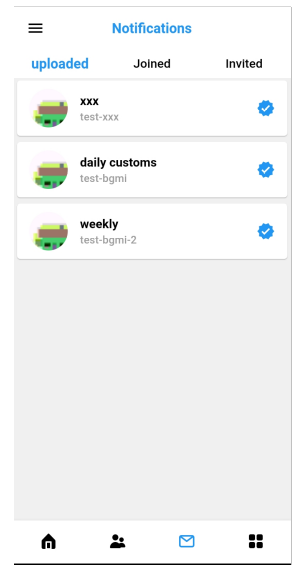 Notifications
uploaded Joined Invited
xxx
test-xxx
daily customs
test-bgmi
weekly
test-bgmi-2